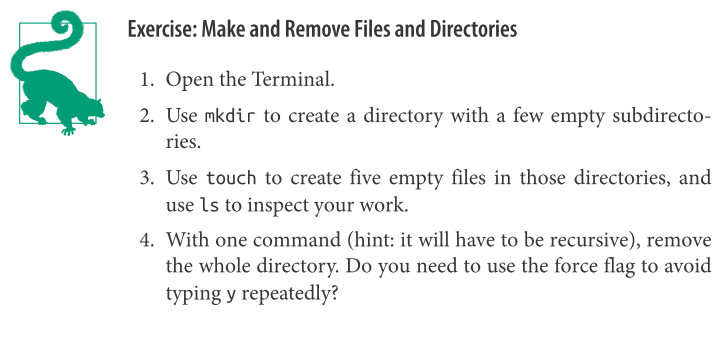 Exercise: Make and Remove Files and Directories
1. Open the Terminal.
2. Use mkdir to create a directory with a few empty subdirecto-
ries.
3. Use touch to create five empty files in those directories, and
use ls to inspect your work.
4. With one command (hint: it will have to be recursive), remove
the whole directory. Do you need to use the force flag to avoid
typing y repeatedly?